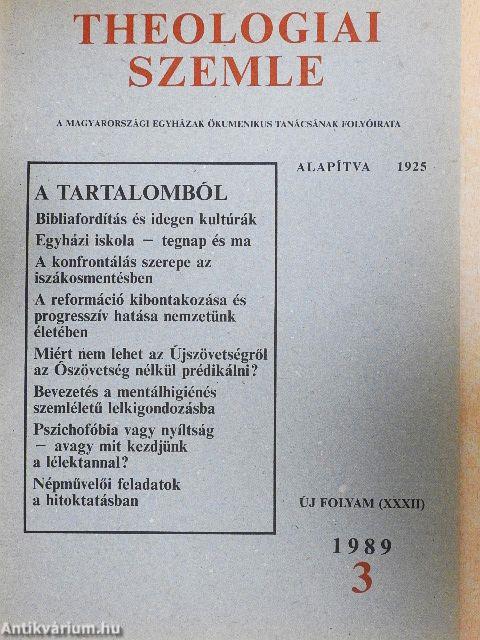 THEOLOGIAI
SZEMLE
A MAGYARORSZÁGI EGYHÁZAK ÖKUMENIKUS TANÁCSÁNAK FOLYÓIRATA
ALAPÍTVA 1925
A TARTALOMBÓL
Bibliafordítás és idegen kultúrák
Egyházi iskola — tegnap és ma
A konfrontálás szerepe az
iszákosmentésben
A reformáció kibontakozása és
progresszív hatása nemzetünk
életében
Miért nem lehet az Újszövetségről
az Ószövetség nélkül prédikálni?
Bevezetés a mentálhigiénés
szemléletű lelkigondozásba
Pszichofóbia vagy nyíltság
— avagy mit kezdjünk
a lélektannal?
Népművelői feladatok
a hitoktatásban
ÚJ FOLYAM (XXXII)
1989
3
Antikvárium.hu